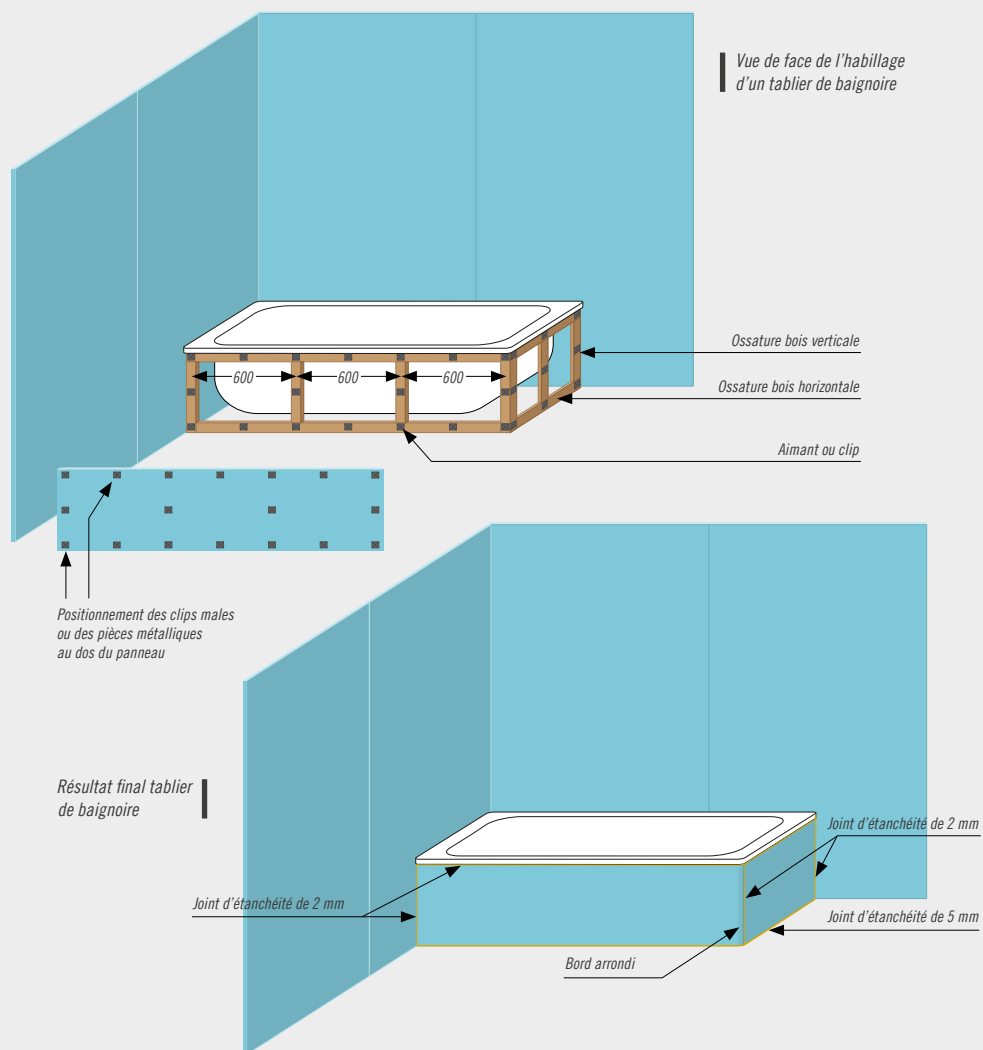 Vue de face de l'habillage
d'un tablier de baignoire
600
600
600
Ossature bois verticale
Ossature bois horizontale
Aimant ou clip
Positionnement des clips males
ou des pièces métalliques
au dos du panneau
Résultat final tablier
de baignoire
Joint d'étanchéité de 2 mm
Joint d'étanchéité de 2 mm
Joint d'étanchéité de 5 mm
Bord arrondi